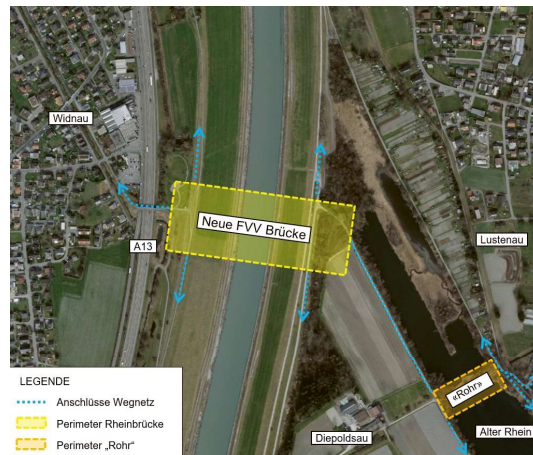 Widnau
Neue FVV Brücke
A13
Lustenau
LEGENDE
Anschlüsse Wegnetz
Perimeter Rheinbrücke
Perimeter „Rohr“
«Rohr»
Diepoldsau
Alter Rhein